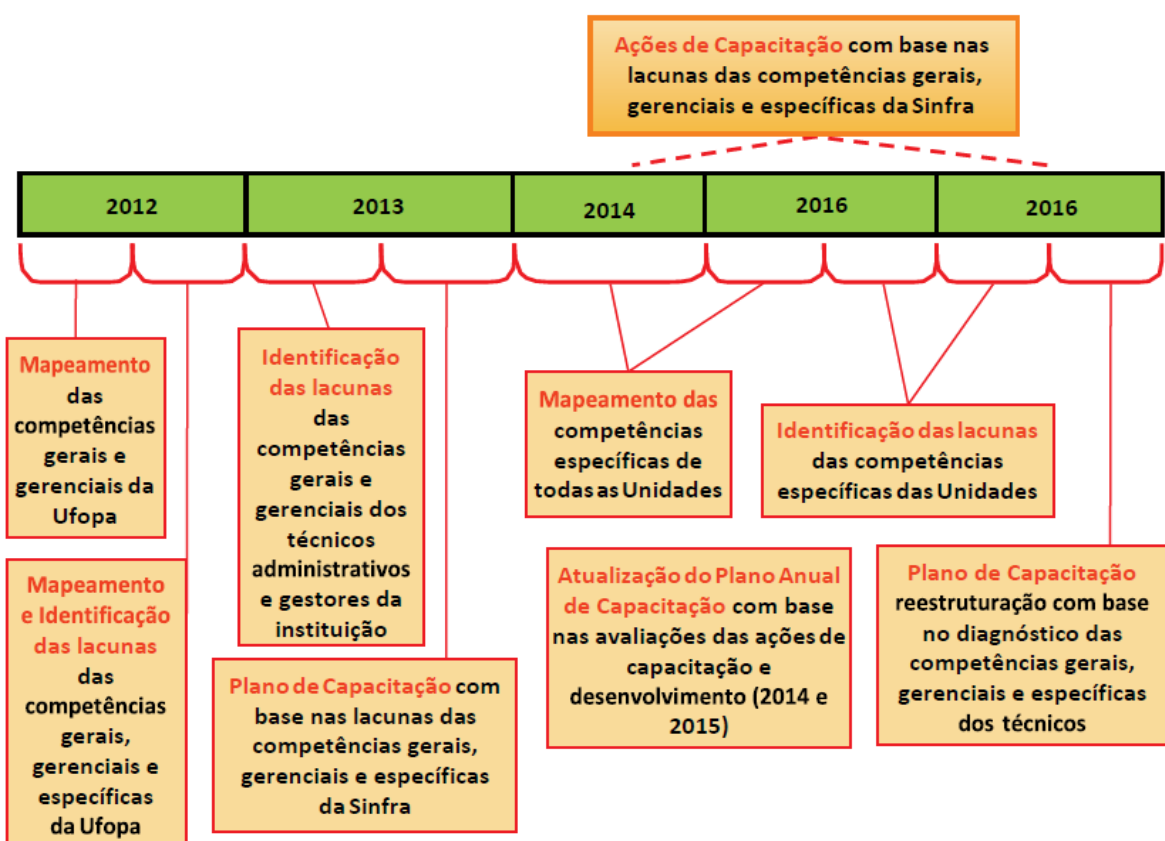 Ações de Capacitação com base nas
lacunas das competências gerais,
gerenciais e específicas da Sinfra
2012
2013
2014
2016
2016
Mapeamento
das
competências
gerais e
gerenciais da
Ufopa
Mapeamento
e Identificação
das lacunas
das
competências
gerais,
gerenciais e
específicas
da Ufopa
Identificação
das lacunas
das
competências
gerais e
gerenciais dos
técnicos
administrativos
e gestores da
instituição
Plano de Capacitação com
base nas lacunas das
competências gerais,
gerenciais e específicas
da Sinfra
Mapeamento das
competências
específicas de
todas as Unidades
Atualização do Plano Anual
de Capacitação com base
nas avaliações das ações de
capacitação e
desenvolvimento (2014 e
2015)
Identificação das lacunas
das competências
específicas das Unidades
Plano de Capacitação
reestruturação com base
no diagnóstico das
competências gerais,
gerenciais e específicas
dos técnicos